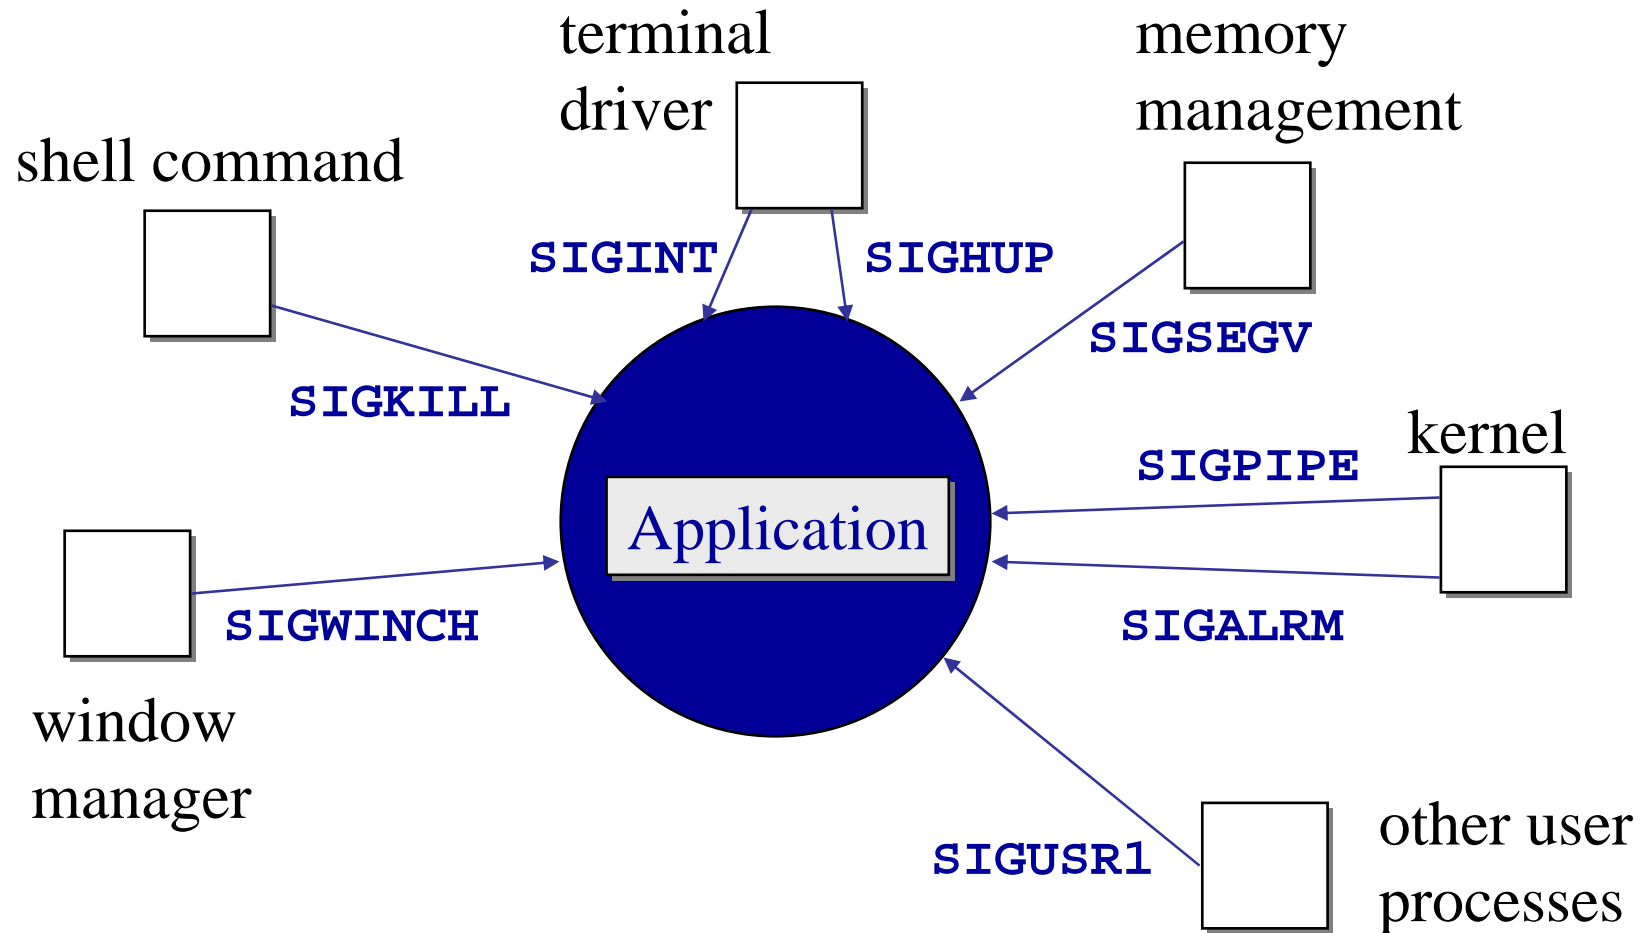 terminal
driver
memory
management
shell command
SIGINT
SIGHUP
SIGSEGV
SIGKILL
kernel
SIGPIPE
Application
SIGWINCH
SIGALRM
window
manager
SIGUSR1
other user
processes